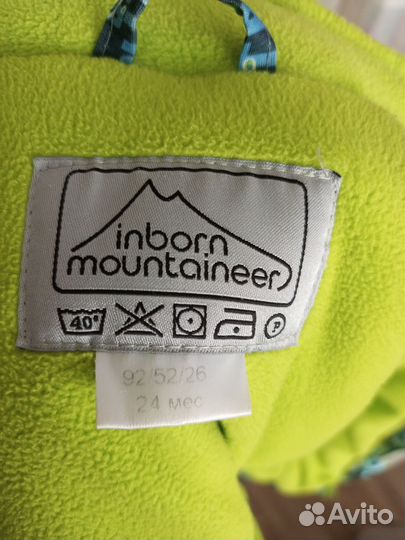 inborn
mountaineer
40°
P
92/52/26
24 мес
Avito